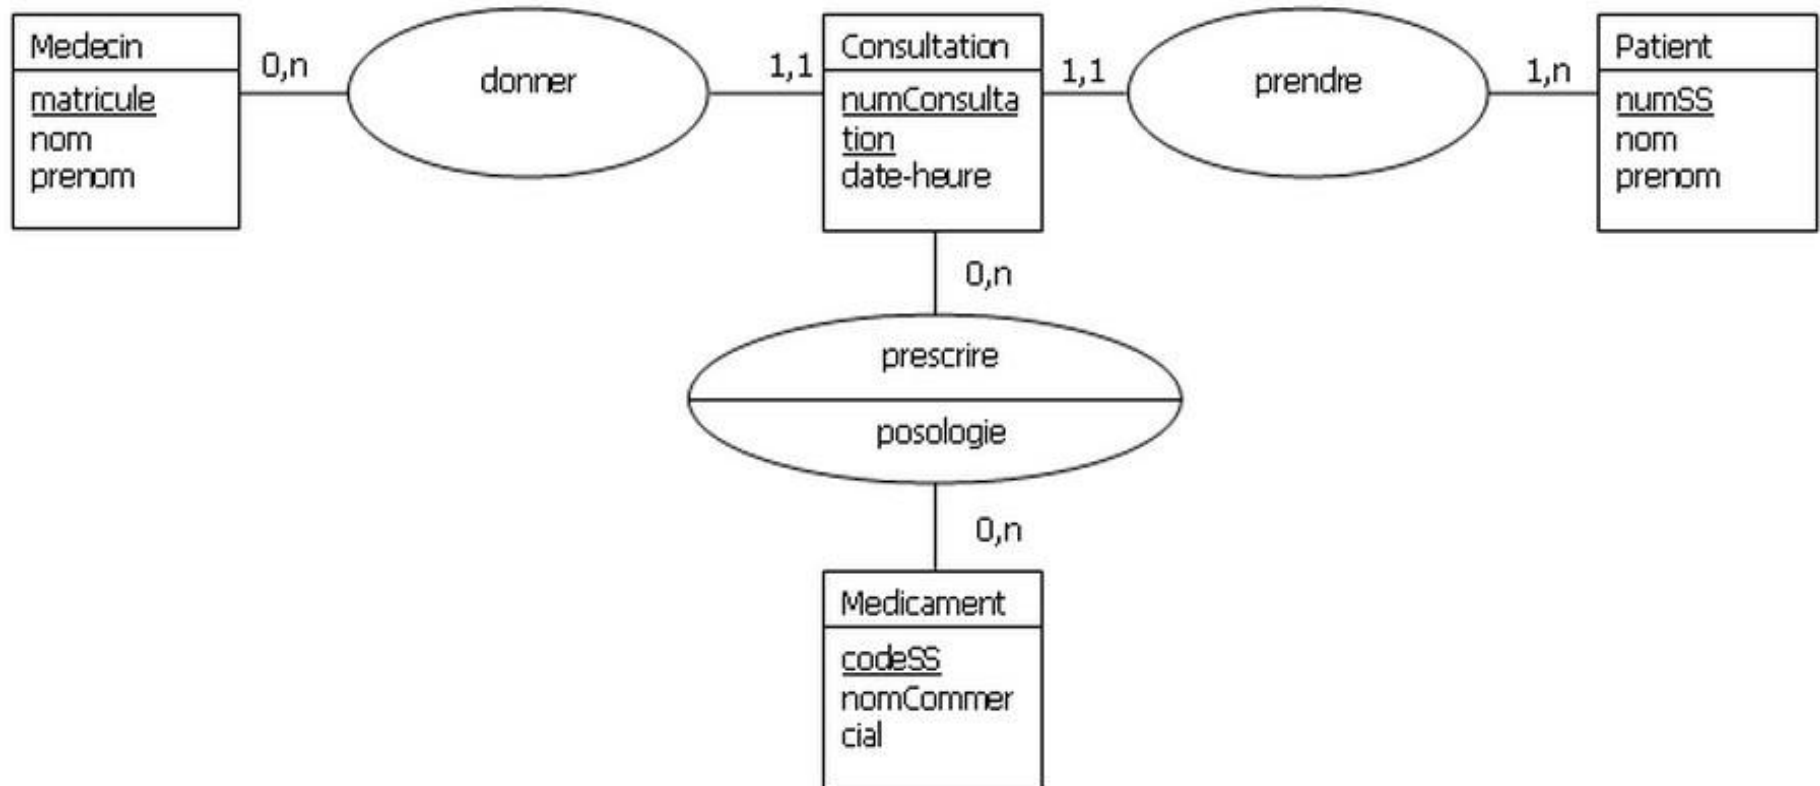 Medecin
matricule
nom
prenom
0,n
donner
1,1
Consultation
numConsulta
tion
date-heure
1,1
prendre
1,n
Patient
numSS
nom
prenom
0,n
prescrire
posologie
0,n
Medicament
codeSS
nomCommer
cial